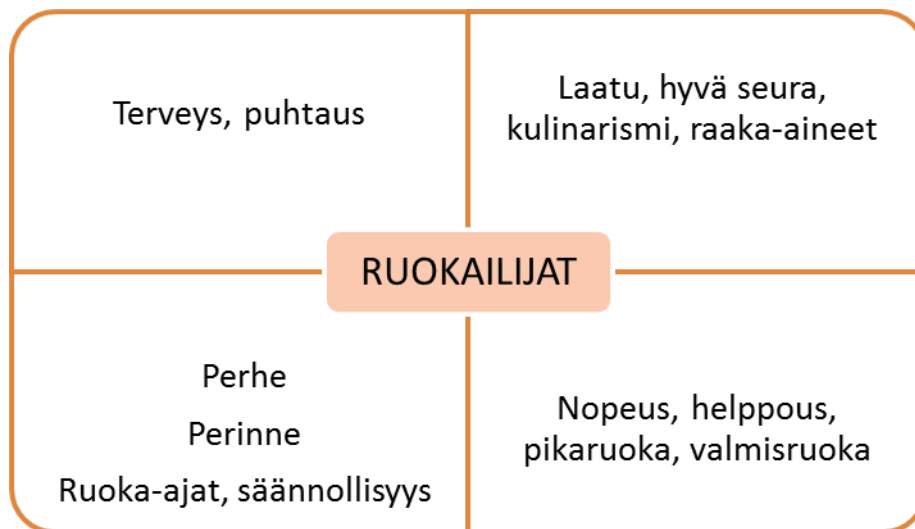 Terveys, puhtaus
Laatu, hyvä seura,
kulinarismi, raaka-aineet
RUOKAILIJAT
Perhe
Perinne
Ruoka-ajat, säännollisyys
Nopeus, helppous,
pikaruoka, valmisruoka